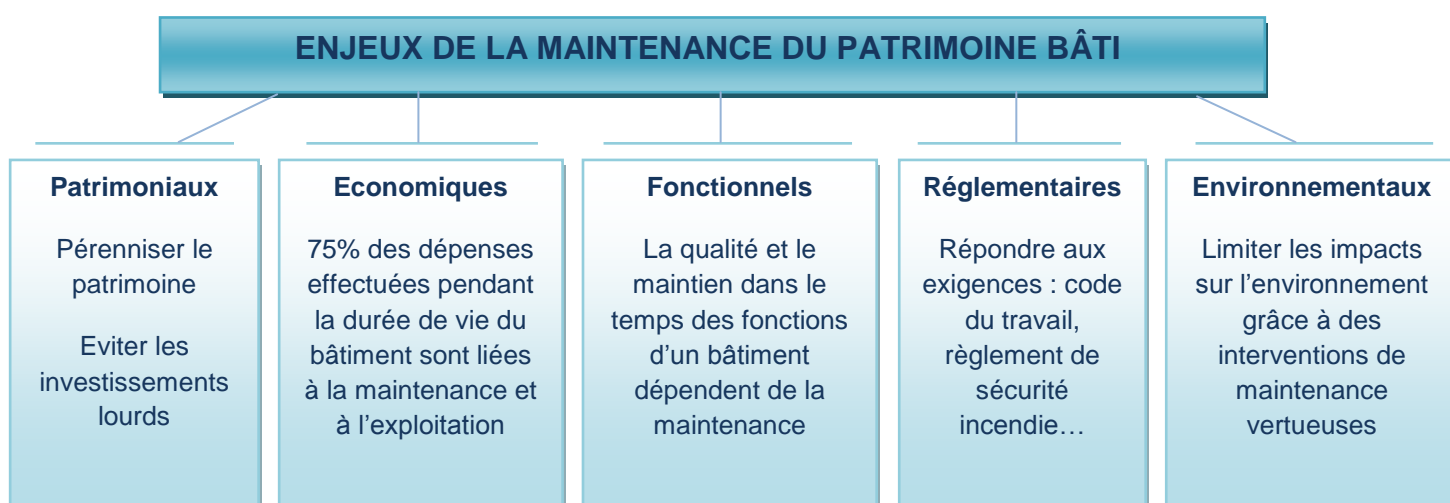 ENJEUX DE LA MAINTENANCE DU PATRIMOINE BÂTI
Patrimoniaux
Pérenniser le
patrimoine
Eviter les
investissements
lourds
Economiques
75% des dépenses
effectuées pendant
la durée de vie du
bâtiment sont liées
à la maintenance et
à l’exploitation
Fonctionnels
La qualité et le
maintien dans le
temps des fonctions
d’un bâtiment
dépendent de la
maintenance
Réglementaires
Répondre aux
exigences : code
du travail,
règlement de
sécurité
incendie…
Environnementaux
Limiter les impacts
sur l’environnement
grâce à des
interventions de
maintenance
vertueuses